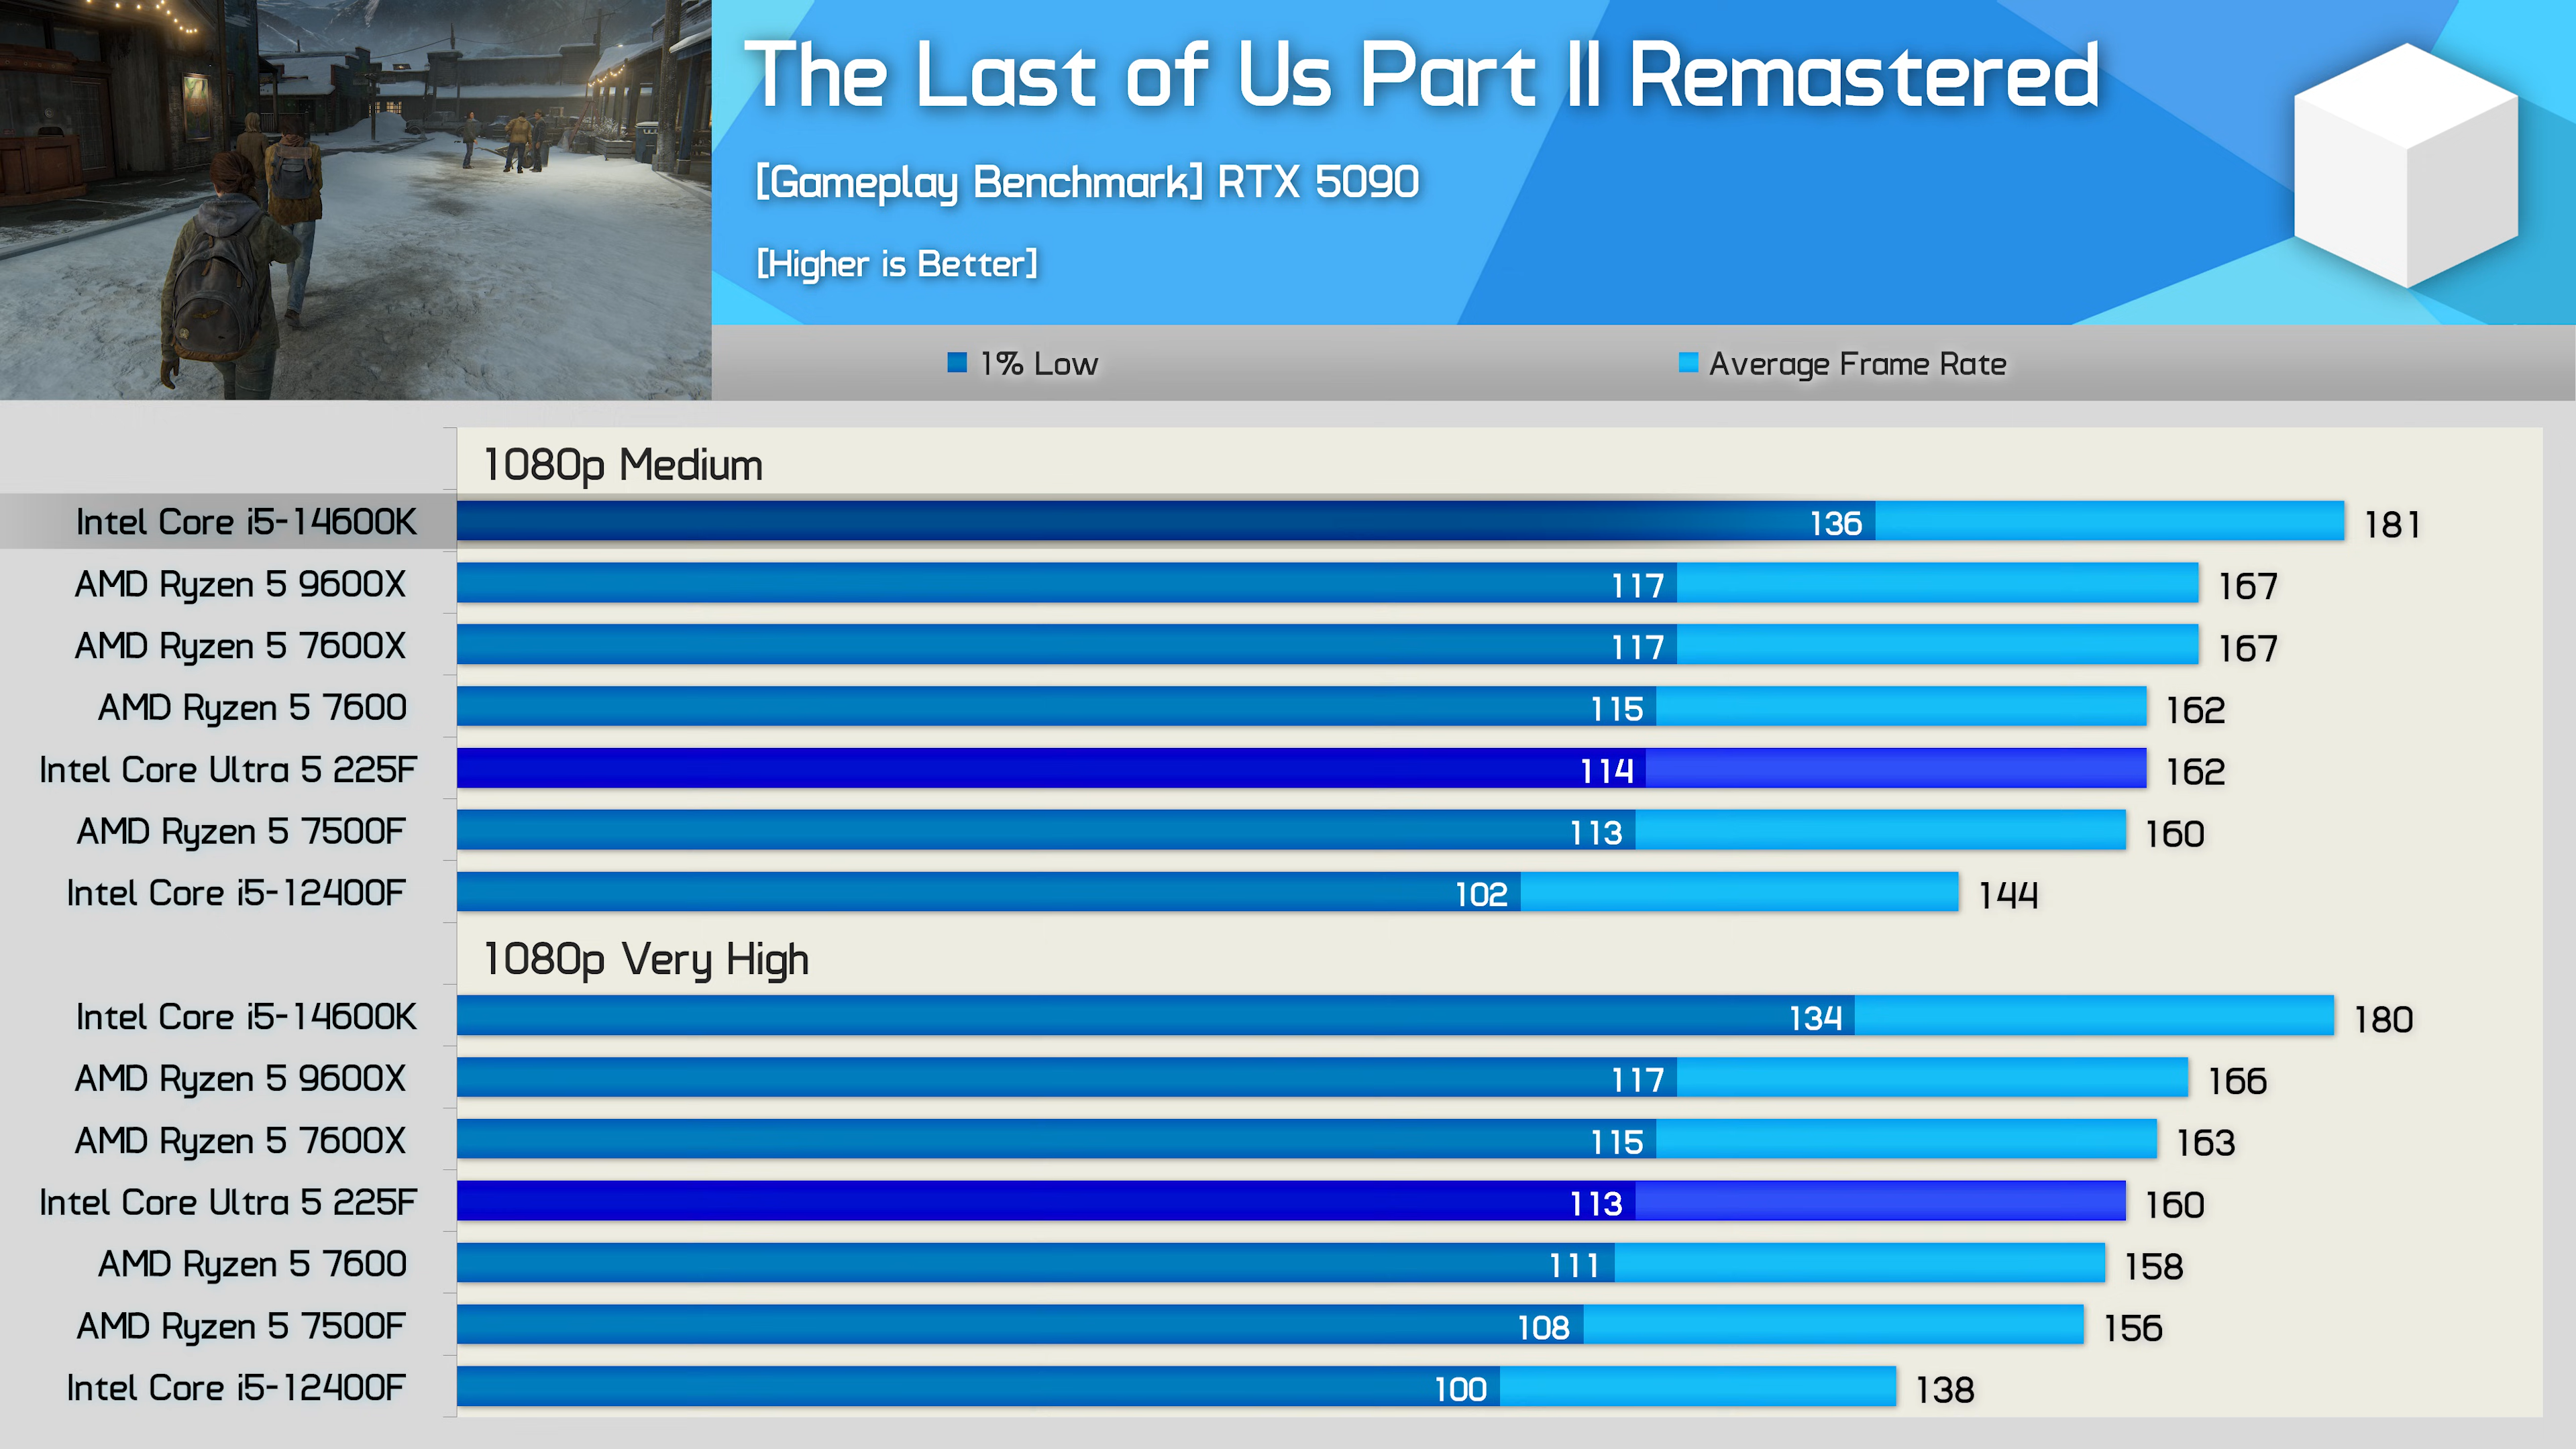 The Last of Us Part II Remastered
[Gameplay Benchmark] RTX 5090
[Higher is Better]
1% Low
Average Frame Rate
1080p Medium
Intel Core i5-14600K 136 181
AMD Ryzen 5 9600X 117 167
AMD Ryzen 5 7600X 117 167
AMD Ryzen 5 7600 115 162
Intel Core Ultra 5 225F 114 162
AMD Ryzen 5 7500F 113 160
Intel Core i5-12400F 102 144
1080p Very High
Intel Core i5-14600K 134 180
AMD Ryzen 5 9600X 117 166
AMD Ryzen 5 7600X 115 163
Intel Core Ultra 5 225F 113 160
AMD Ryzen 5 7600 111 158
AMD Ryzen 5 7500F 108 156
Intel Core i5-12400F 100 138